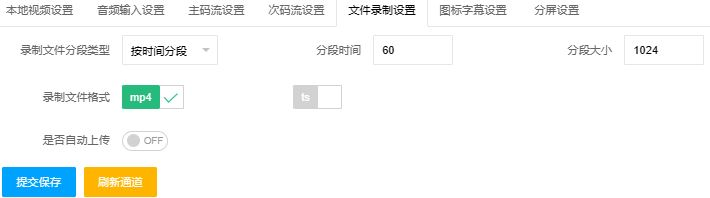 本地视频设置 音频输入设置 主码流设置 次码流设置 文件录制设置 图标字幕设置 分屏设置
录制文件分段类型 按时间分段 分段时间 60 分段大小 1024
录制文件格式 mp4 ts
是否自动上传 OFF
提交保存 刷新通道